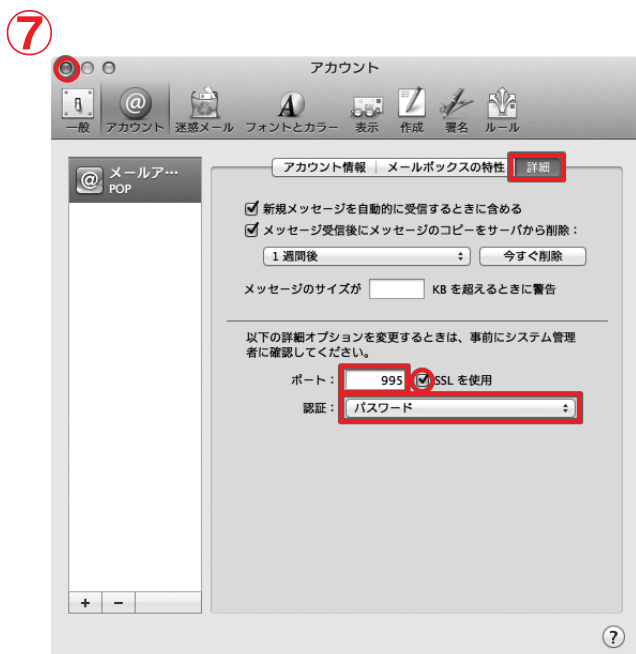 ⑦
アカウント
一般 アカウント 迷惑メール フォントとカラー 表示 作成 署名 ルール
メールア…
POP
アカウント情報 メールボックスの特性 詳細
新規メッセージを自動的に受信するときに含める
メッセージ受信後にメッセージのコピーをサーバから削除：
1 週間後 今すぐ削除
メッセージのサイズが KB を超えるときに警告
以下の詳細オプションを変更するときは、事前にシステム管理
者に確認してください。
ポート： 995 SSL を使用
認証： パスワード
+ −
?